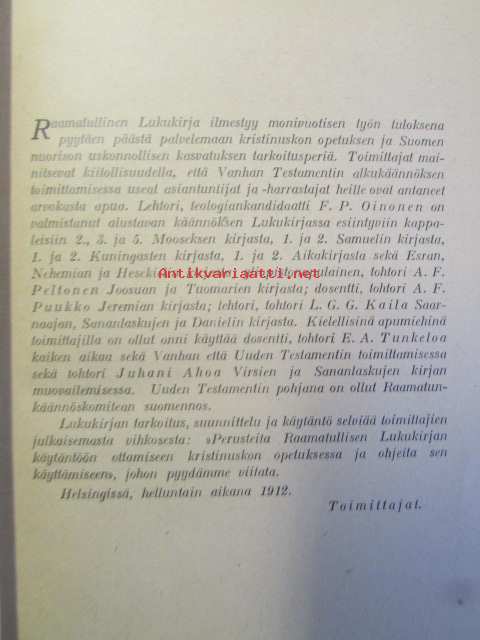 Raamatullinen Lukukirja ilmestyy monivuotisen työn tuloksena
pyytäen päästä palvelemaan kristinuskon opetuksen ja Suomen
nuorison uskonnollisen kasvatuksen tarkoitusperiä. Toimittajat mai-
nitsevat kiitollisuudella, että Vanhan Testamentin alkukäännöksen
toimittamisessa useat asiantuntijat ja -harrastajat heille ovat antaneet
arvokasta apua. Lehtori, teologiankandidaatti F. P. Oinonen on
valmistanut alustavan käännöksen Lukukirjassa esiintyviin kappa-
leisiin 2., 3. ja 5. Mooseksen kirjasta, 1. ja 2. Samuelin kirjasta,
1. ja 2. Kuningasten kirjasta, 1. ja 2. Aikakirjasta sekä Esran,
Nehemian ja Hesekielin
Antikvariaatti.net
lainen, tohtori A. F.
Peltonen Joosuan ja Tuomarien kirjasta; dosentti, tohtori A. F.
Puukko Jeremian kirjasta; lehtori, tohtori L. G. G. Kaila Saar-
naajan, Sananlaskujen ja Danielin kirjasta. Kielellisinä apumiehinä
toimittajilla on ollut onni käyttää dosentti, tohtori E. A. Tunkeloa
kaiken aikaa sekä Vanhan että Uuden Testamentin toimittamisessa
sekä tohtori Juhani Ahoa Virsien ja Sananlaskujen kirjan
muovailemisessa. Uuden Testamentin pohjana on ollut Raamatun-
käännöskomitean suomennos.
Lukukirjan tarkoitus, suunnittelu ja käytäntö selviää toimittajien
julkaisemasta vihkosesta: »Perusteita Raamatullisen Lukukirjan
käytäntöön ottamiseen kristinuskon opetuksessa ja ohjeita sen
käyttämiseen», johon pyydämme viitata.
Helsingissä, helluntain aikana 1912.
Toimittajat.